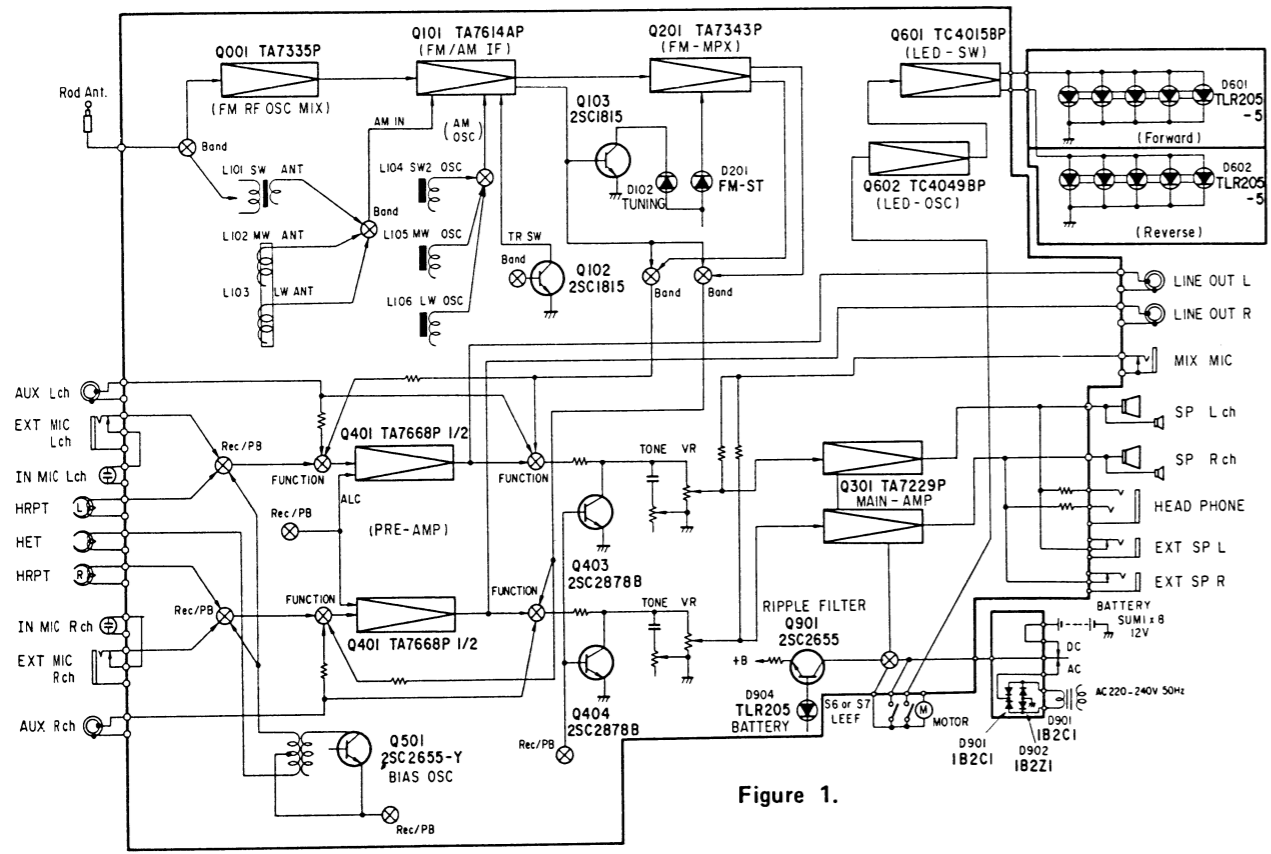 Q001 TA7335P
(FM RF OSC MIX)
Q101 TA7614AP
(FM/AM IF)
Q201 TA7343P
(FM-MPX)
Q601 TC4015BP
(LED-SW)
Rod Ant.
Band
AM IN
(AM OSC)
Q103
2SC1815
D102
TUNING
D201
FM-ST
Q602 TC4049BP
(LED-OSC)
D601
TLR205
-5
(Forward)
D602
TLR205
-5
(Reverse)
L101 SW ANT
L104 SW2 OSC
Band
L102 MW ANT
L105 MW OSC
L103 LW ANT
L106 LW OSC
TR SW
Band
Q102
2SC1815
Band
Band
LINE OUT L
LINE OUT R
MIX MIC
AUX Lch
EXT MIC
Lch
IN MIC Lch
HRPT
L
HET
HRPT
R
IN MIC Rch
EXT MIC
Rch
AUX Rch
Rec/PB
FUNCTION
Q401 TA7668P 1/2
ALC
Rec/PB
(PRE-AMP)
FUNCTION
TONE VR
Q403
2SC2878B
Q301 TA7229P
MAIN-AMP
SP Lch
SP Rch
HEAD PHONE
EXT SP L
EXT SP R
Rec/PB
FUNCTION
Q401 TA7668P 1/2
FUNCTION
TONE VR
Q404
2SC2878B
Rec/PB
RIPPLE FILTER
Q901
2SC2655
+B
D904
TLR205
BATTERY
S6 or S7
LEEF
M
MOTOR
BATTERY
SUM1 x 8
12V
DC
AC
AC220-240V 50Hz
D901
1B2C1
D902
1B2Z1
D901
1B2C1
Q501
2SC2655-Y
BIAS OSC
Rec/PB
Figure 1.